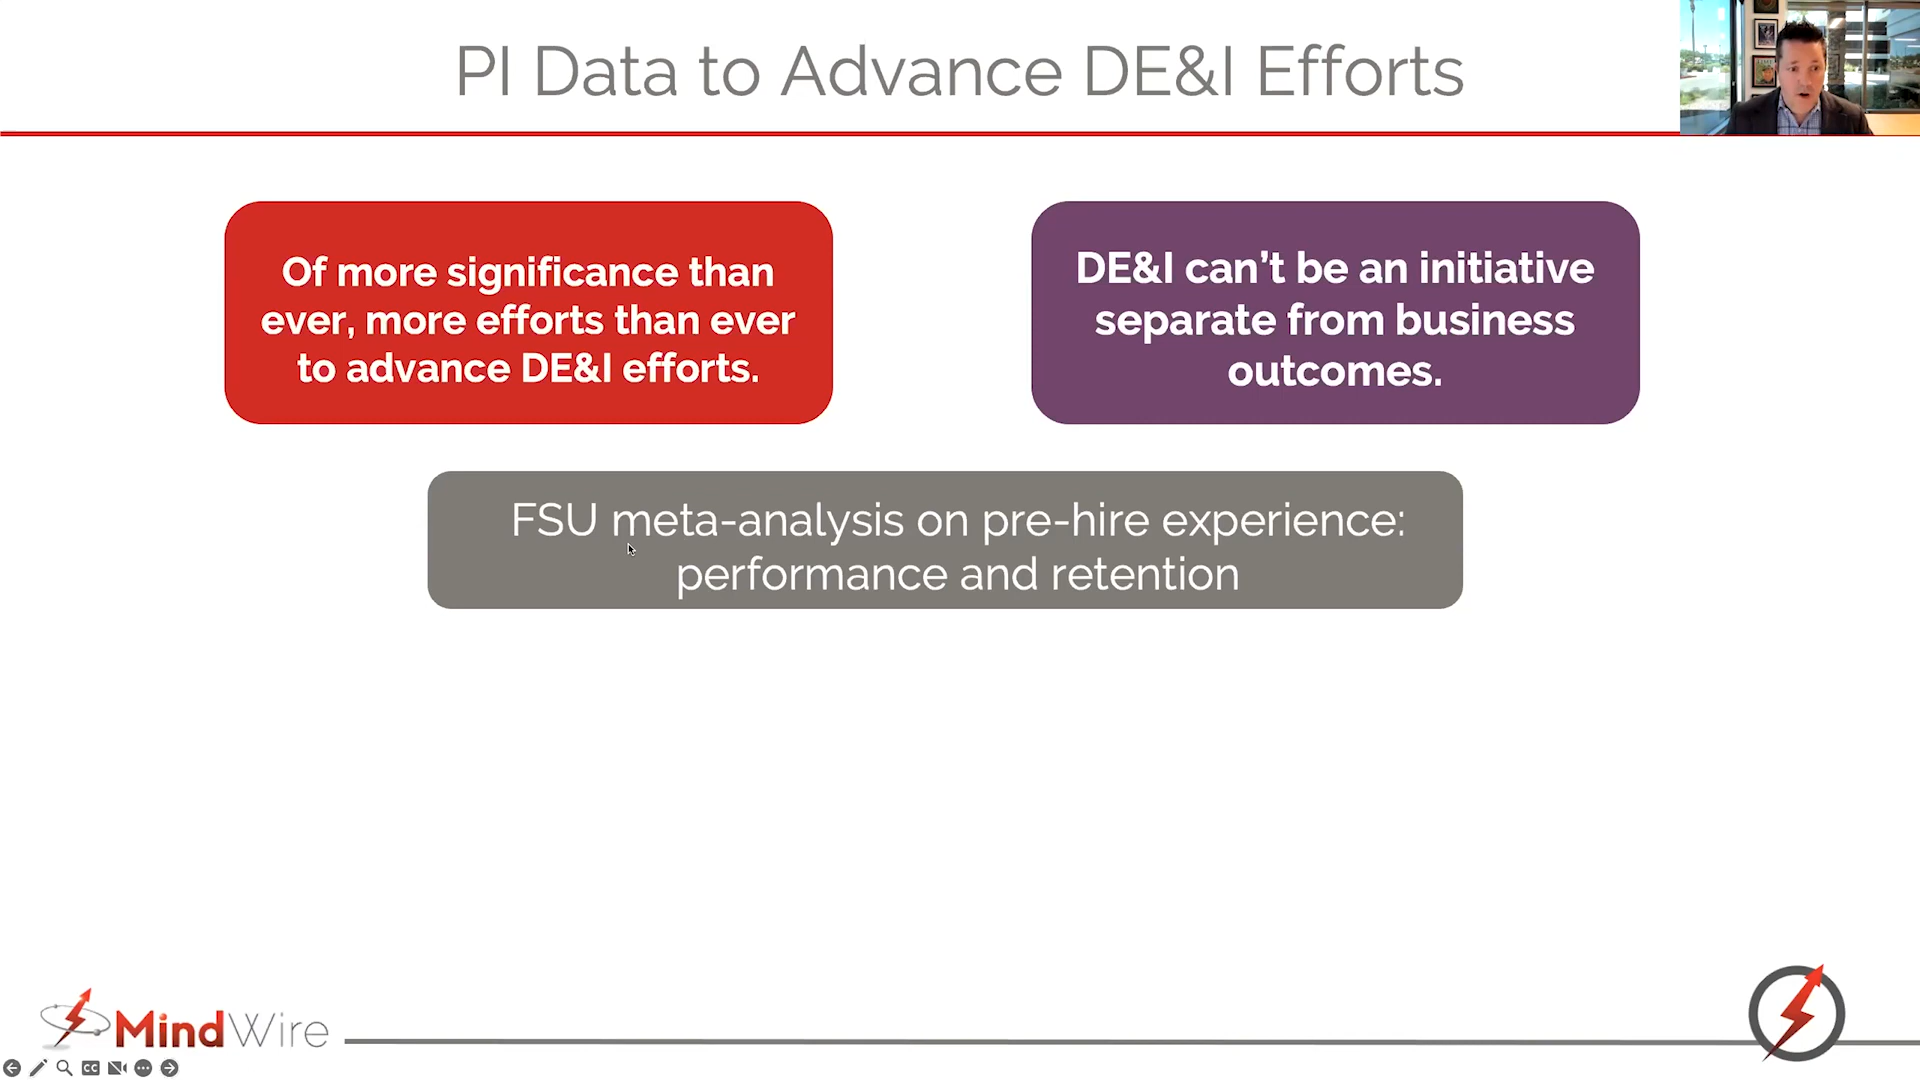 PI Data to Advance DE&I Efforts
Of more significance than
ever, more efforts than ever
to advance DE&I efforts.
DE&I can’t be an initiative
separate from business
outcomes.
FSU meta-analysis on pre-hire experience:
performance and retention
MindWire
CC